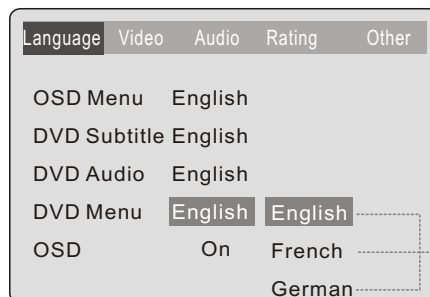 Language Video Audio Rating Other
OSD Menu English
DVD Subtitle English
DVD Audio English
DVD Menu English English
OSD On French
German